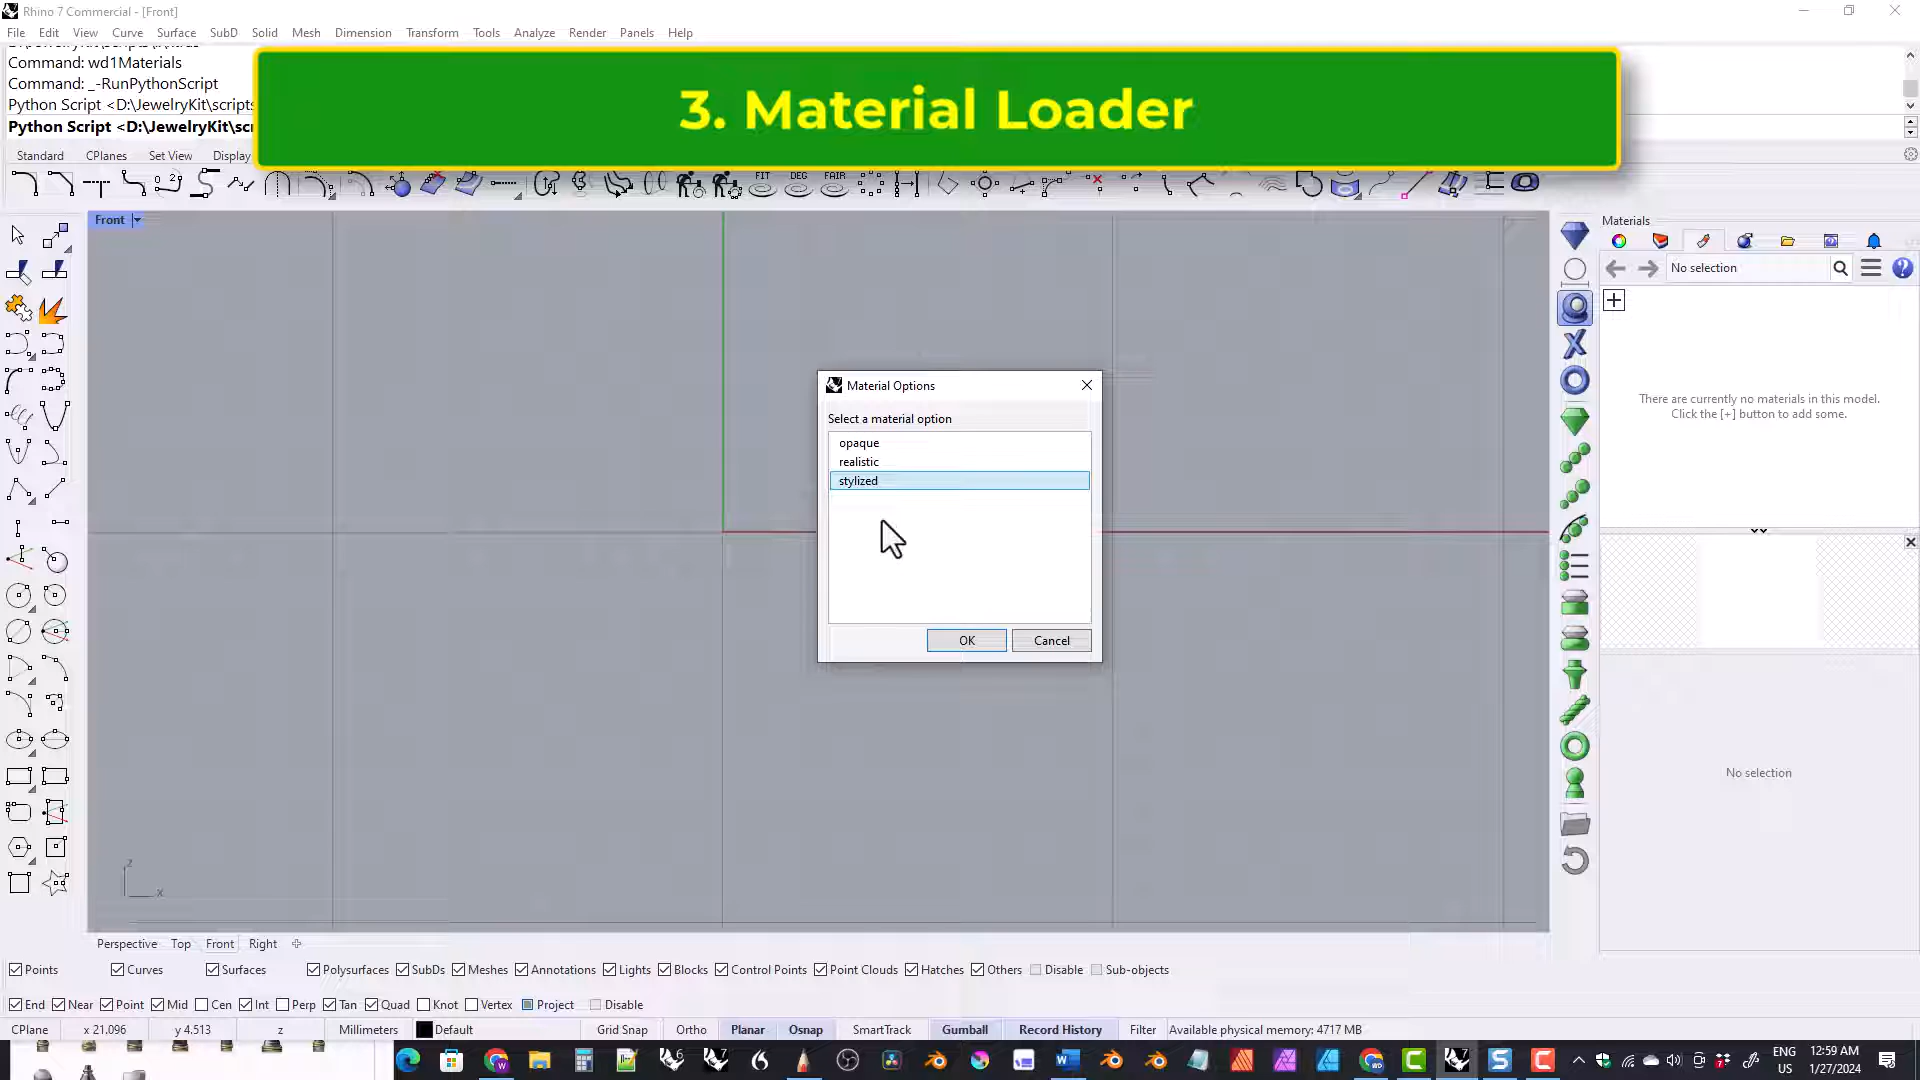 Rhino 7 Commercial - [Front]
File Edit View Curve Surface SubD Solid Mesh Dimension Transform Tools Analyze Render Panels Help
Command: wd1Materials
Command: _-RunPythonScript
Python Script <D:\JewelryKit\scripts
Python Script <D:\JewelryKit\scr
3. Material Loader
Standard CPlanes Set View Display
FIT DEG FAIR
Front
Materials
No selection
There are currently no materials in this model.
Click the [+] button to add some.
Material Options
Select a material option
opaque
realistic
stylized
OK Cancel
No selection
z
x
Perspective Top Front Right
Points Curves Surfaces Polysurfaces SubDs Meshes Annotations Lights Blocks Control Points Point Clouds Hatches Others Disable Sub-objects
End Near Point Mid Cen Int Perp Tan Quad Knot Vertex Project Disable
CPlane x 21.096 y 4.513 z Millimeters Default Grid Snap Ortho Planar Osnap SmartTrack Gumball Record History Filter Available physical memory: 4717 MB
ENG
US
12:59 AM
1/27/2024